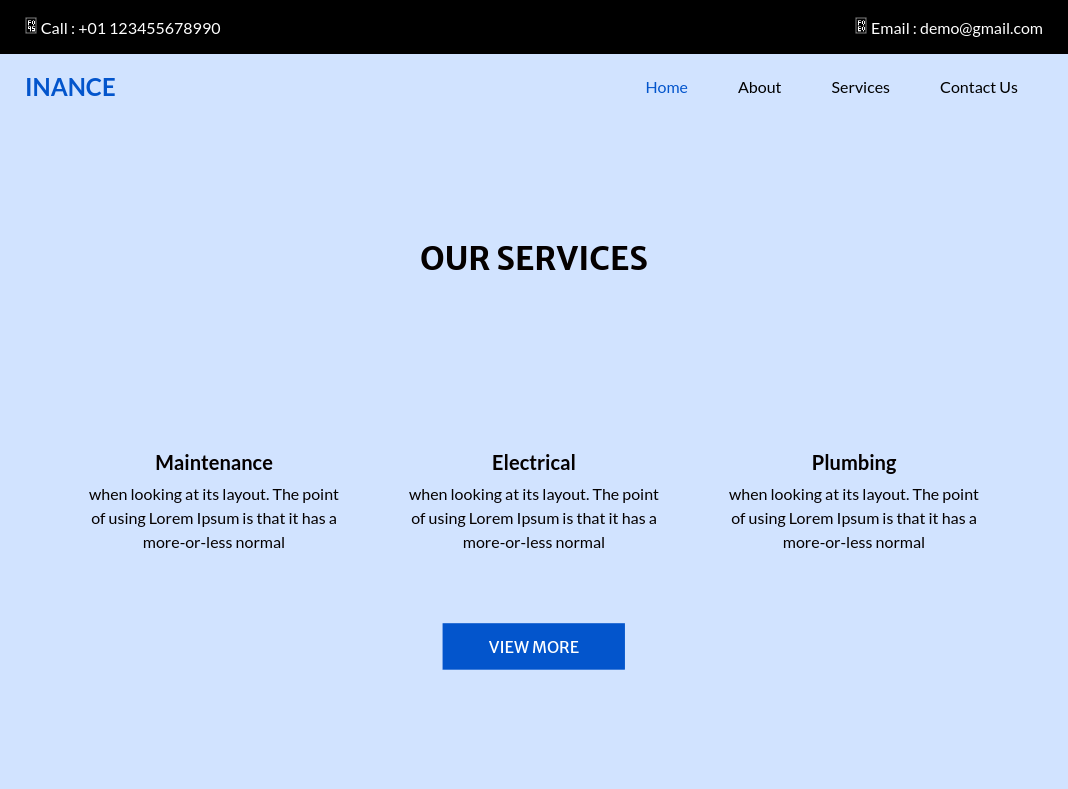 Call : +01 123455678990
Email : demo@gmail.com
INANCE
Home
About
Services
Contact Us
OUR SERVICES
Maintenance
when looking at its layout. The point
of using Lorem Ipsum is that it has a
more-or-less normal
Electrical
when looking at its layout. The point
of using Lorem Ipsum is that it has a
more-or-less normal
Plumbing
when looking at its layout. The point
of using Lorem Ipsum is that it has a
more-or-less normal
VIEW MORE